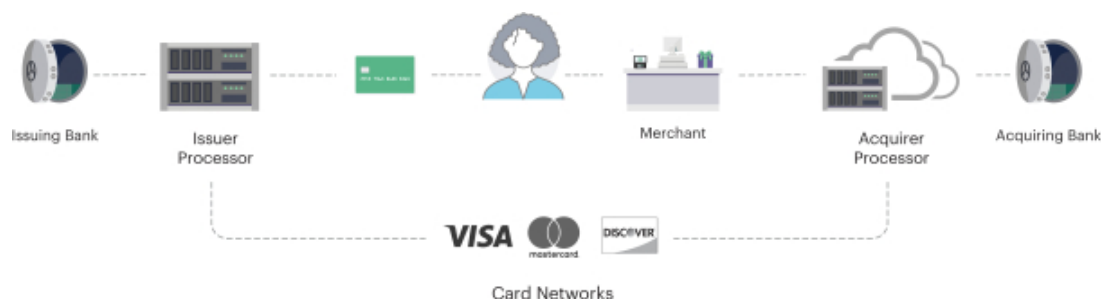 Issuing Bank
Issuer
Processor
Merchant
Acquirer
Processor
Acquiring Bank
VISA
mastercard
DISCOVER
Card Networks